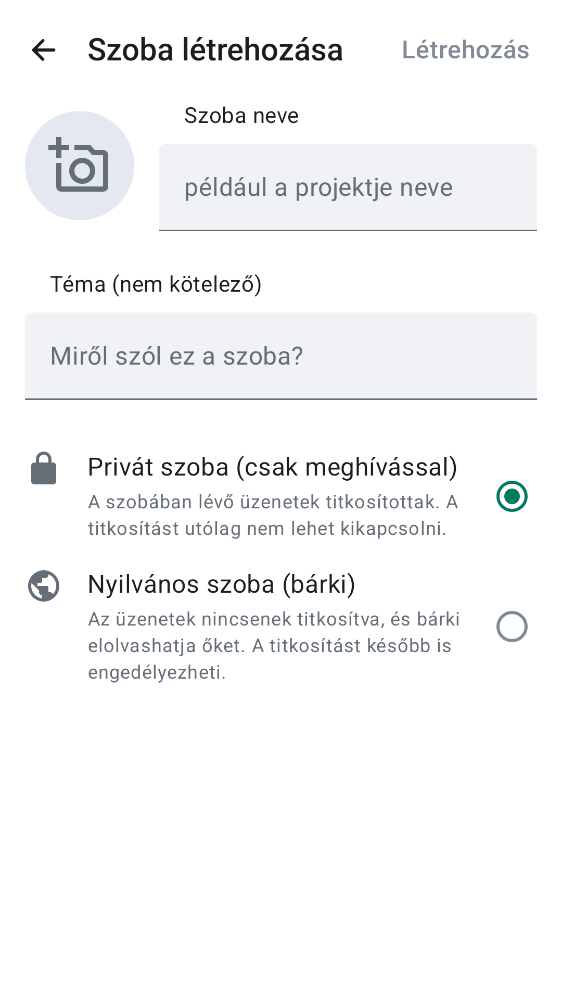 Szoba létrehozása
Létrehozás
Szoba neve
például a projektje neve
Téma (nem kötelező)
Miről szól ez a szoba?
Privát szoba (csak meghívással)
A szobában lévő üzenetek titkosítottak. A
titkosítást utólag nem lehet kikapcsolni.
Nyilvános szoba (bárki)
Az üzenetek nincsenek titkosítva, és bárki
elolvashatja őket. A titkosítást később is
engedélyezheti.